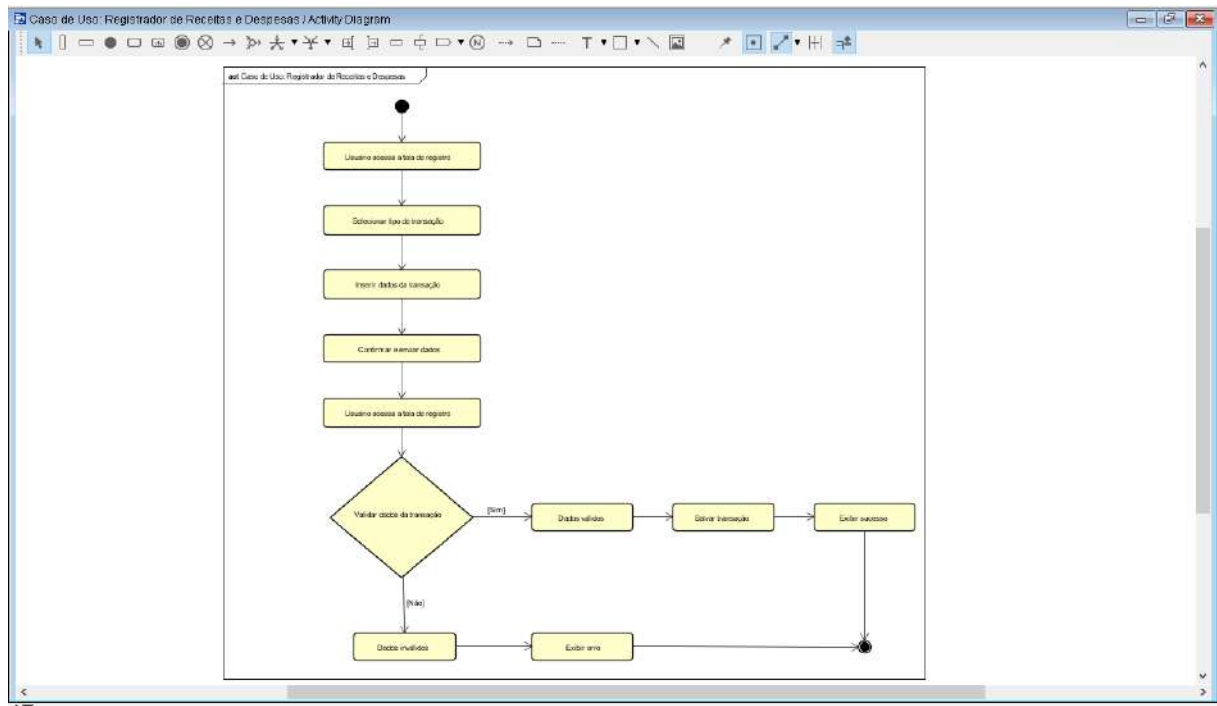 Caso de Uso: Registrador de Receitas e Despesas / Activity Diagram
act Caso de Uso: Registrador de Receitas e Despesas
Usuário acessa a tela de registro
Selecionar tipo de transação
Inserir dados da transação
Confirmar e enviar dados
Usuário acessa a tela de registro
Validar dados da transação
[Sim]
Dados válidos
Salvar transação
Exibir sucesso
[Não]
Dados inválidos
Exibir erro